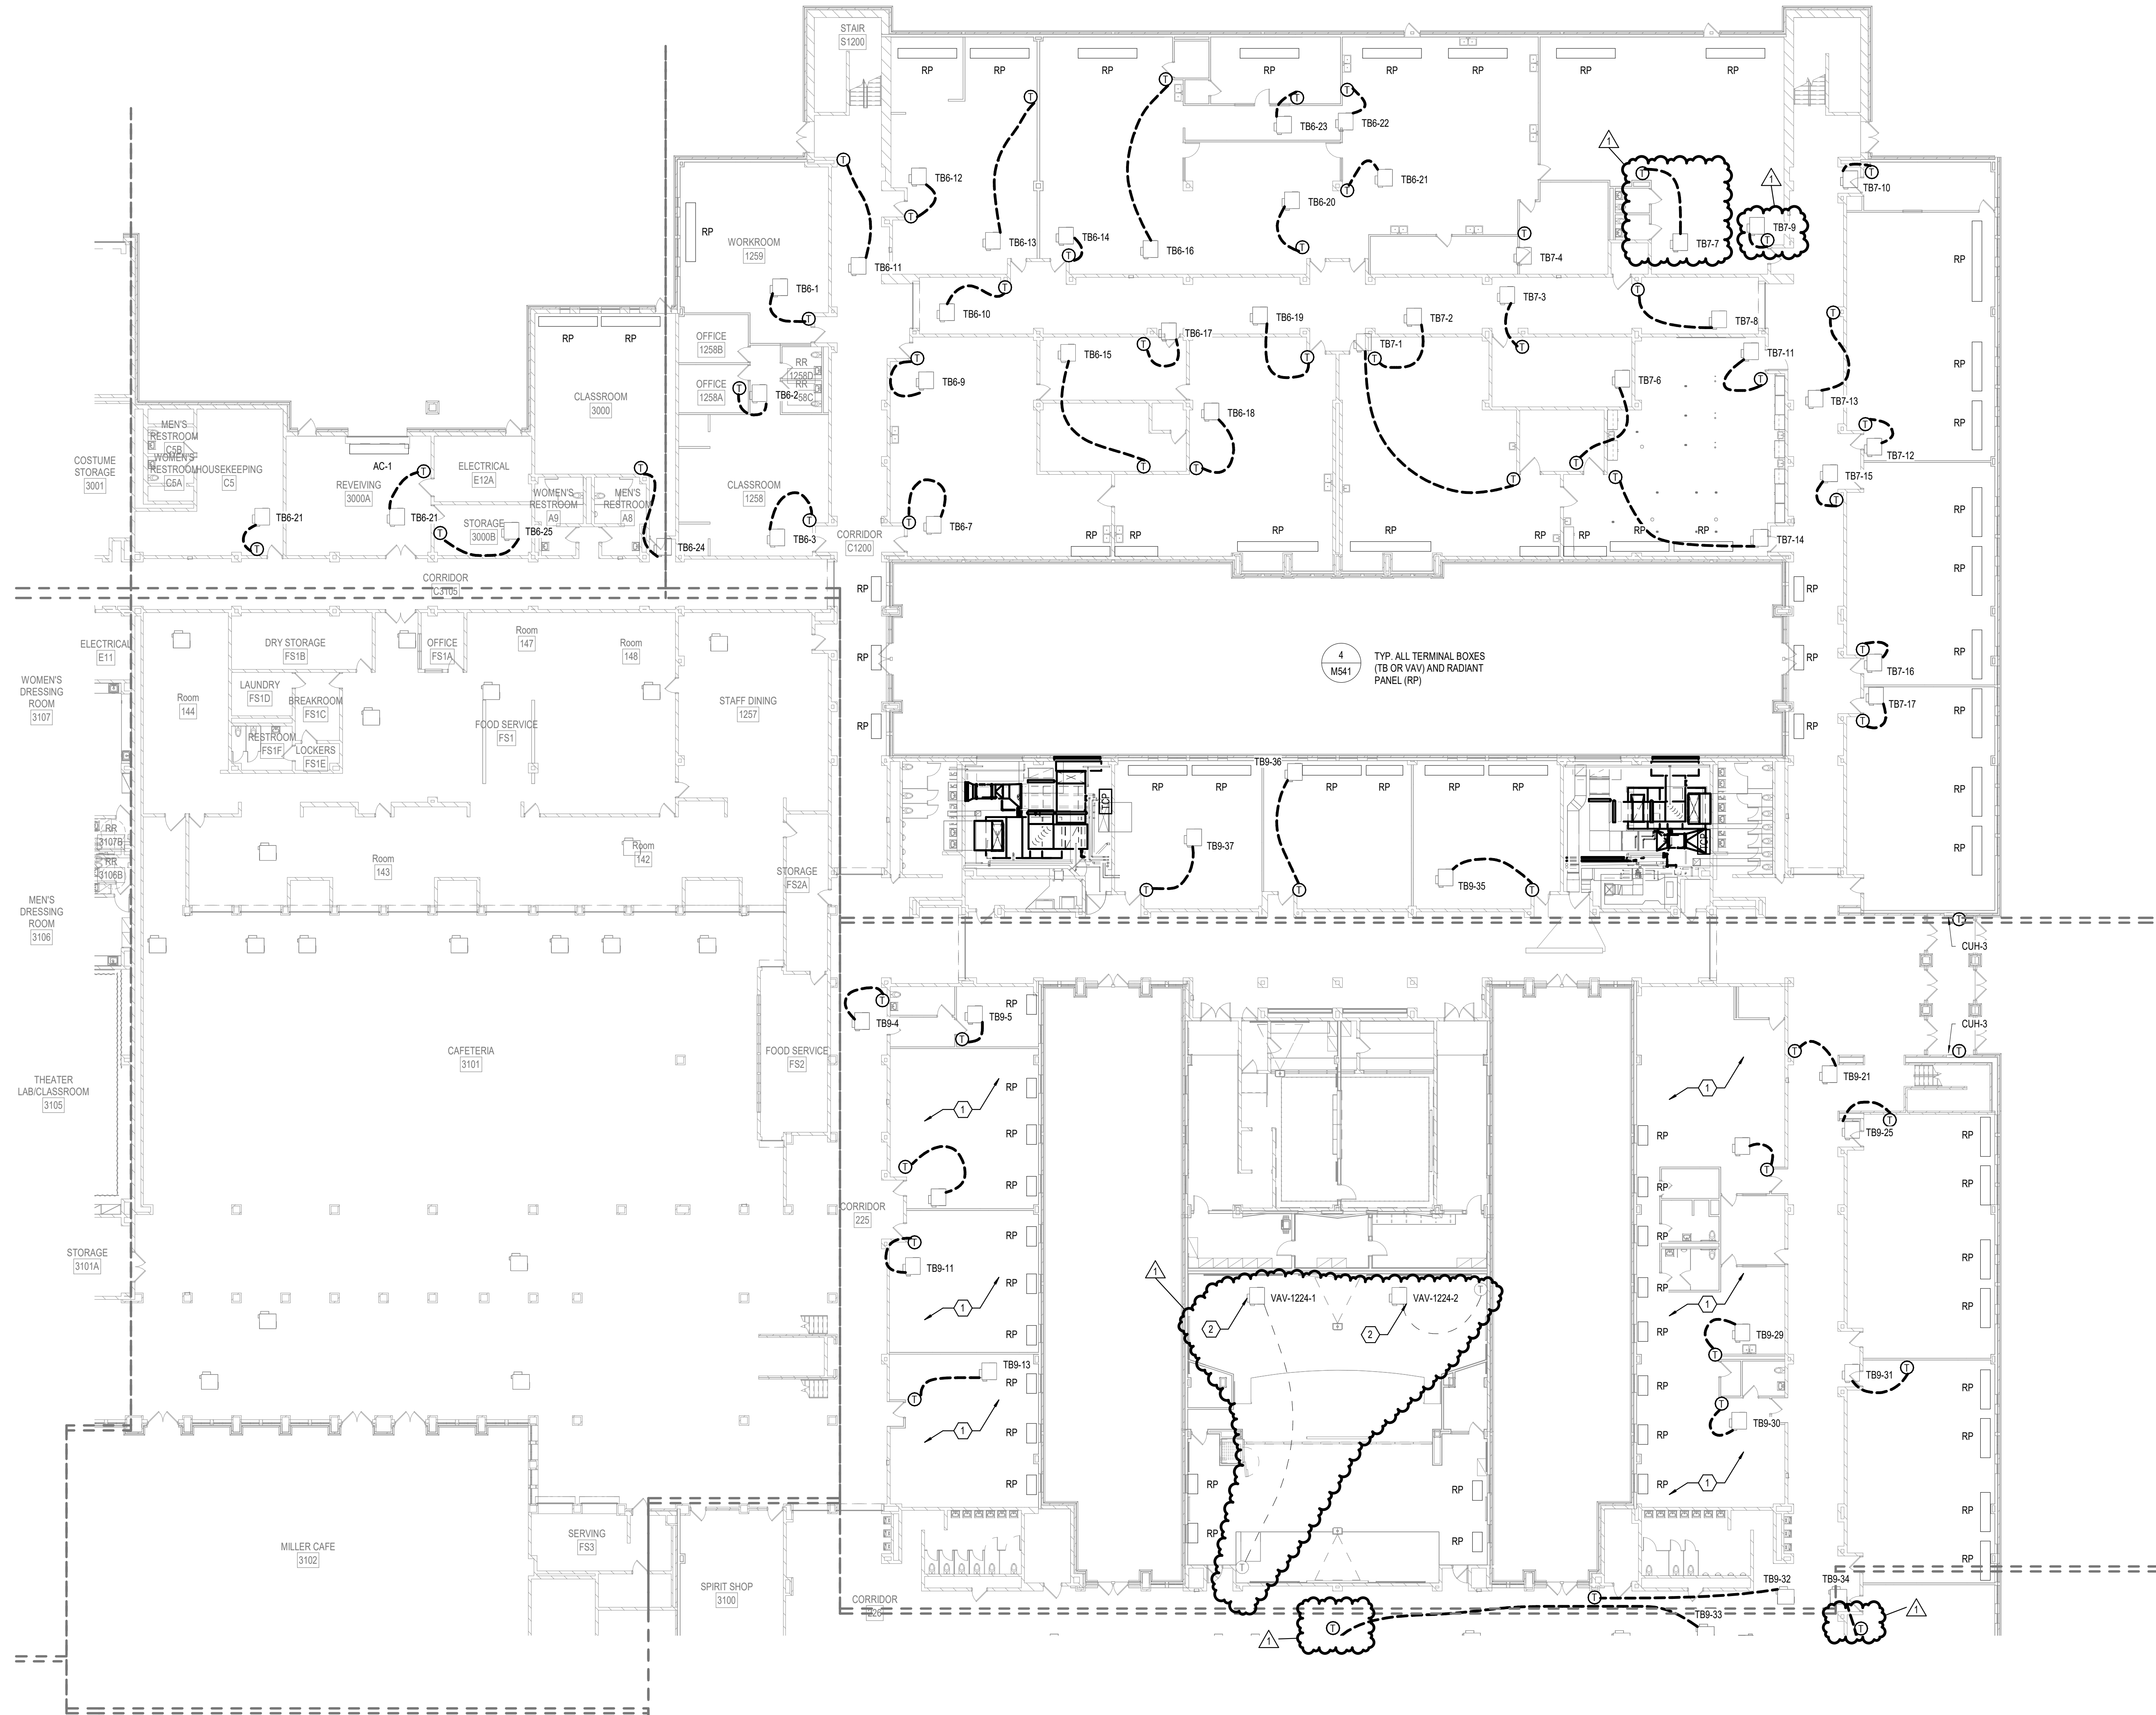 STAIR
S1200
RP
RP
RP
RP
RP
RP
RP
RP
T
T
T
T
TB6-23
TB6-22
1
1
T
TB6-12
T
TB6-13
T
TB6-16
TB6-14
T
TB6-20
T
TB6-21
T
T
TB7-4
T
TB7-7
TB7-9
T
T
TB7-10
WORKROOM
1259
RP
TB6-11
TB6-1
T
TB6-10
T
TB6-19
TB7-3
T
TB7-8
T
RP
OFFICE
1258B
OFFICE
1258A
RR
1258D
RR
58C
T
TB6-2
RP
RP
CLASSROOM
3000
T
TB6-9
TB6-15
T
TB6-17
T
TB7-1
TB7-2
T
T
TB7-6
TB7-11
T
TB7-13
RP
RP
TB6-18
T
T
T
T
T
T
TB7-12
MEN'S
RESTROOM
C5B
WOMEN'S
RESTROOM
C5A
HOUSEKEEPING
C5
COSTUME
STORAGE
3001
AC-1
REVEIVING
3000A
T
TB6-21
T
TB6-21
ELECTRICAL
E12A
STORAGE
3000B
T
TB6-25
WOMEN'S
RESTROOM
A9
MEN'S
RESTROOM
A8
T
TB6-24
CLASSROOM
1258
T
TB6-3
CORRIDOR
C1200
T
TB6-7
RP
RP
RP
RP
RP
RP
RP
RP
TB7-14
TB7-15
T
RP
RP
CORRIDOR
C3105
RP
RP
RP
4
M541
TYP. ALL TERMINAL BOXES
(TB OR VAV) AND RADIANT
PANEL (RP)
RP
RP
RP
T
TB7-16
TB7-17
T
RP
RP
RP
RP
ELECTRICAL
E11
DRY STORAGE
FS1B
OFFICE
FS1A
Room
147
Room
148
WOMEN'S
DRESSING
ROOM
3107
Room
144
LAUNDRY
FS1D
BREAKROOM
FS1C
RESTROOM
FS1F
LOCKERS
FS1E
FOOD SERVICE
FS1
STAFF DINING
1257
TCP
RP
RP
TB9-36
RP
RP
RP
RP
TCP
TB9-37
T
T
TB9-35
T
RR
3107B
RR
3106B
Room
143
Room
142
STORAGE
FS2A
MEN'S
DRESSING
ROOM
3106
T
CUH-3
CUH-3
T
T
TB9-4
TB9-5
T
RP
THEATER
LAB/CLASSROOM
3105
CAFETERIA
3101
FOOD SERVICE
FS2
1
RP
RP
RP
T
1
T
TB9-21
T
TB9-25
RP
RP
T
RP
RP
CORRIDOR
225
STORAGE
3101A
T
TB9-11
1
RP
RP
RP
1
VAV-1224-1
VAV-1224-2
T
2
2
RP
RP
RP
1
TB9-29
T
RP
RP
TB9-13
T
1
RP
RP
RP
RP
RP
RP
T
TB9-30
1
TB9-31
T
RP
RP
RP
RP
RP
RP
RP
RP
T
MILLER CAFE
3102
SERVING
FS3
SPIRIT SHOP
3100
CORRIDOR
226
1
T
T
TB9-32
TB9-33
TB9-34
T
1